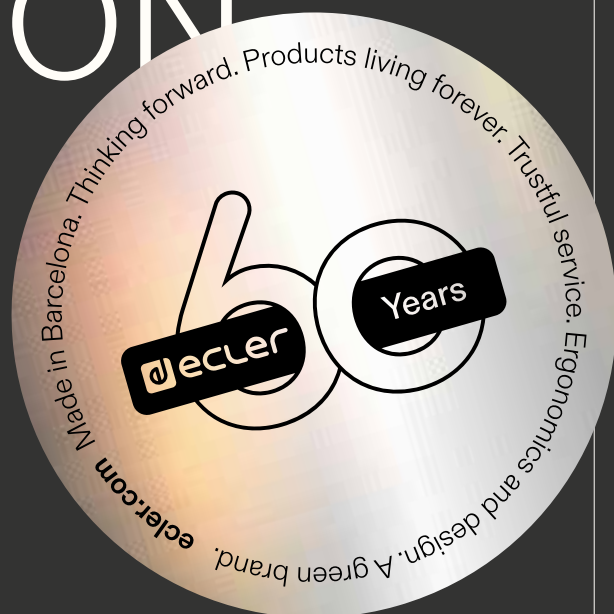 ON
Made in Barcelona. Thinking forward. Products living forever. Trustful service. Ergonomics and design. A green brand.
ecler.com
60
ecler
Years